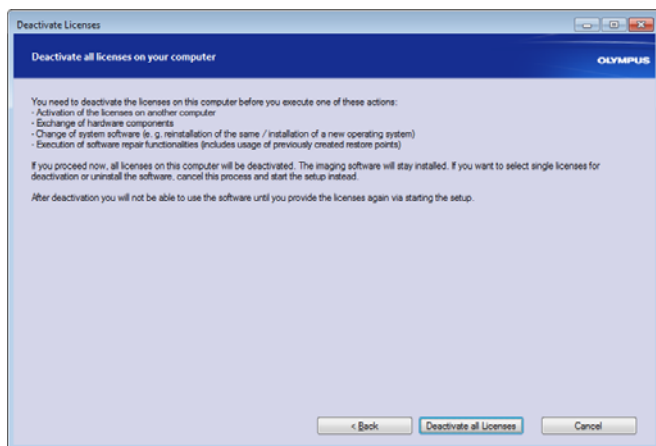 Deactivate Licenses
Deactivate all licenses on your computer
OLYMPUS
You need to deactivate the licenses on this computer before you execute one of these actions:
- Activation of the licenses on another computer
- Exchange of hardware components
- Change of system software (e. g. reinstallation of the same / installation of a new operating system)
- Execution of software repair functionalities (includes usage of previously created restore points)
If you proceed now, all licenses on this computer will be deactivated. The imaging software will stay installed. If you want to select single licenses for
deactivation or uninstall the software, cancel this process and start the setup instead.
After deactivation you will not be able to use the software until you provide the licenses again via starting the setup.
< Back
Deactivate all Licenses
Cancel